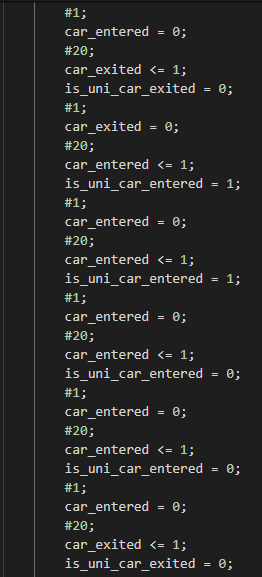 #1;
car_entered = 0;
#20;
car_exited <= 1;
is_uni_car_exited = 0;
#1;
car_exited = 0;
#20;
car_entered <= 1;
is_uni_car_entered = 1;
#1;
car_entered = 0;
#20;
car_entered <= 1;
is_uni_car_entered = 1;
#1;
car_entered = 0;
#20;
car_entered <= 1;
is_uni_car_entered = 0;
#1;
car_entered = 0;
#20;
car_entered <= 1;
is_uni_car_entered = 0;
#1;
car_entered = 0;
#20;
car_exited <= 1;
is_uni_car_exited = 0;